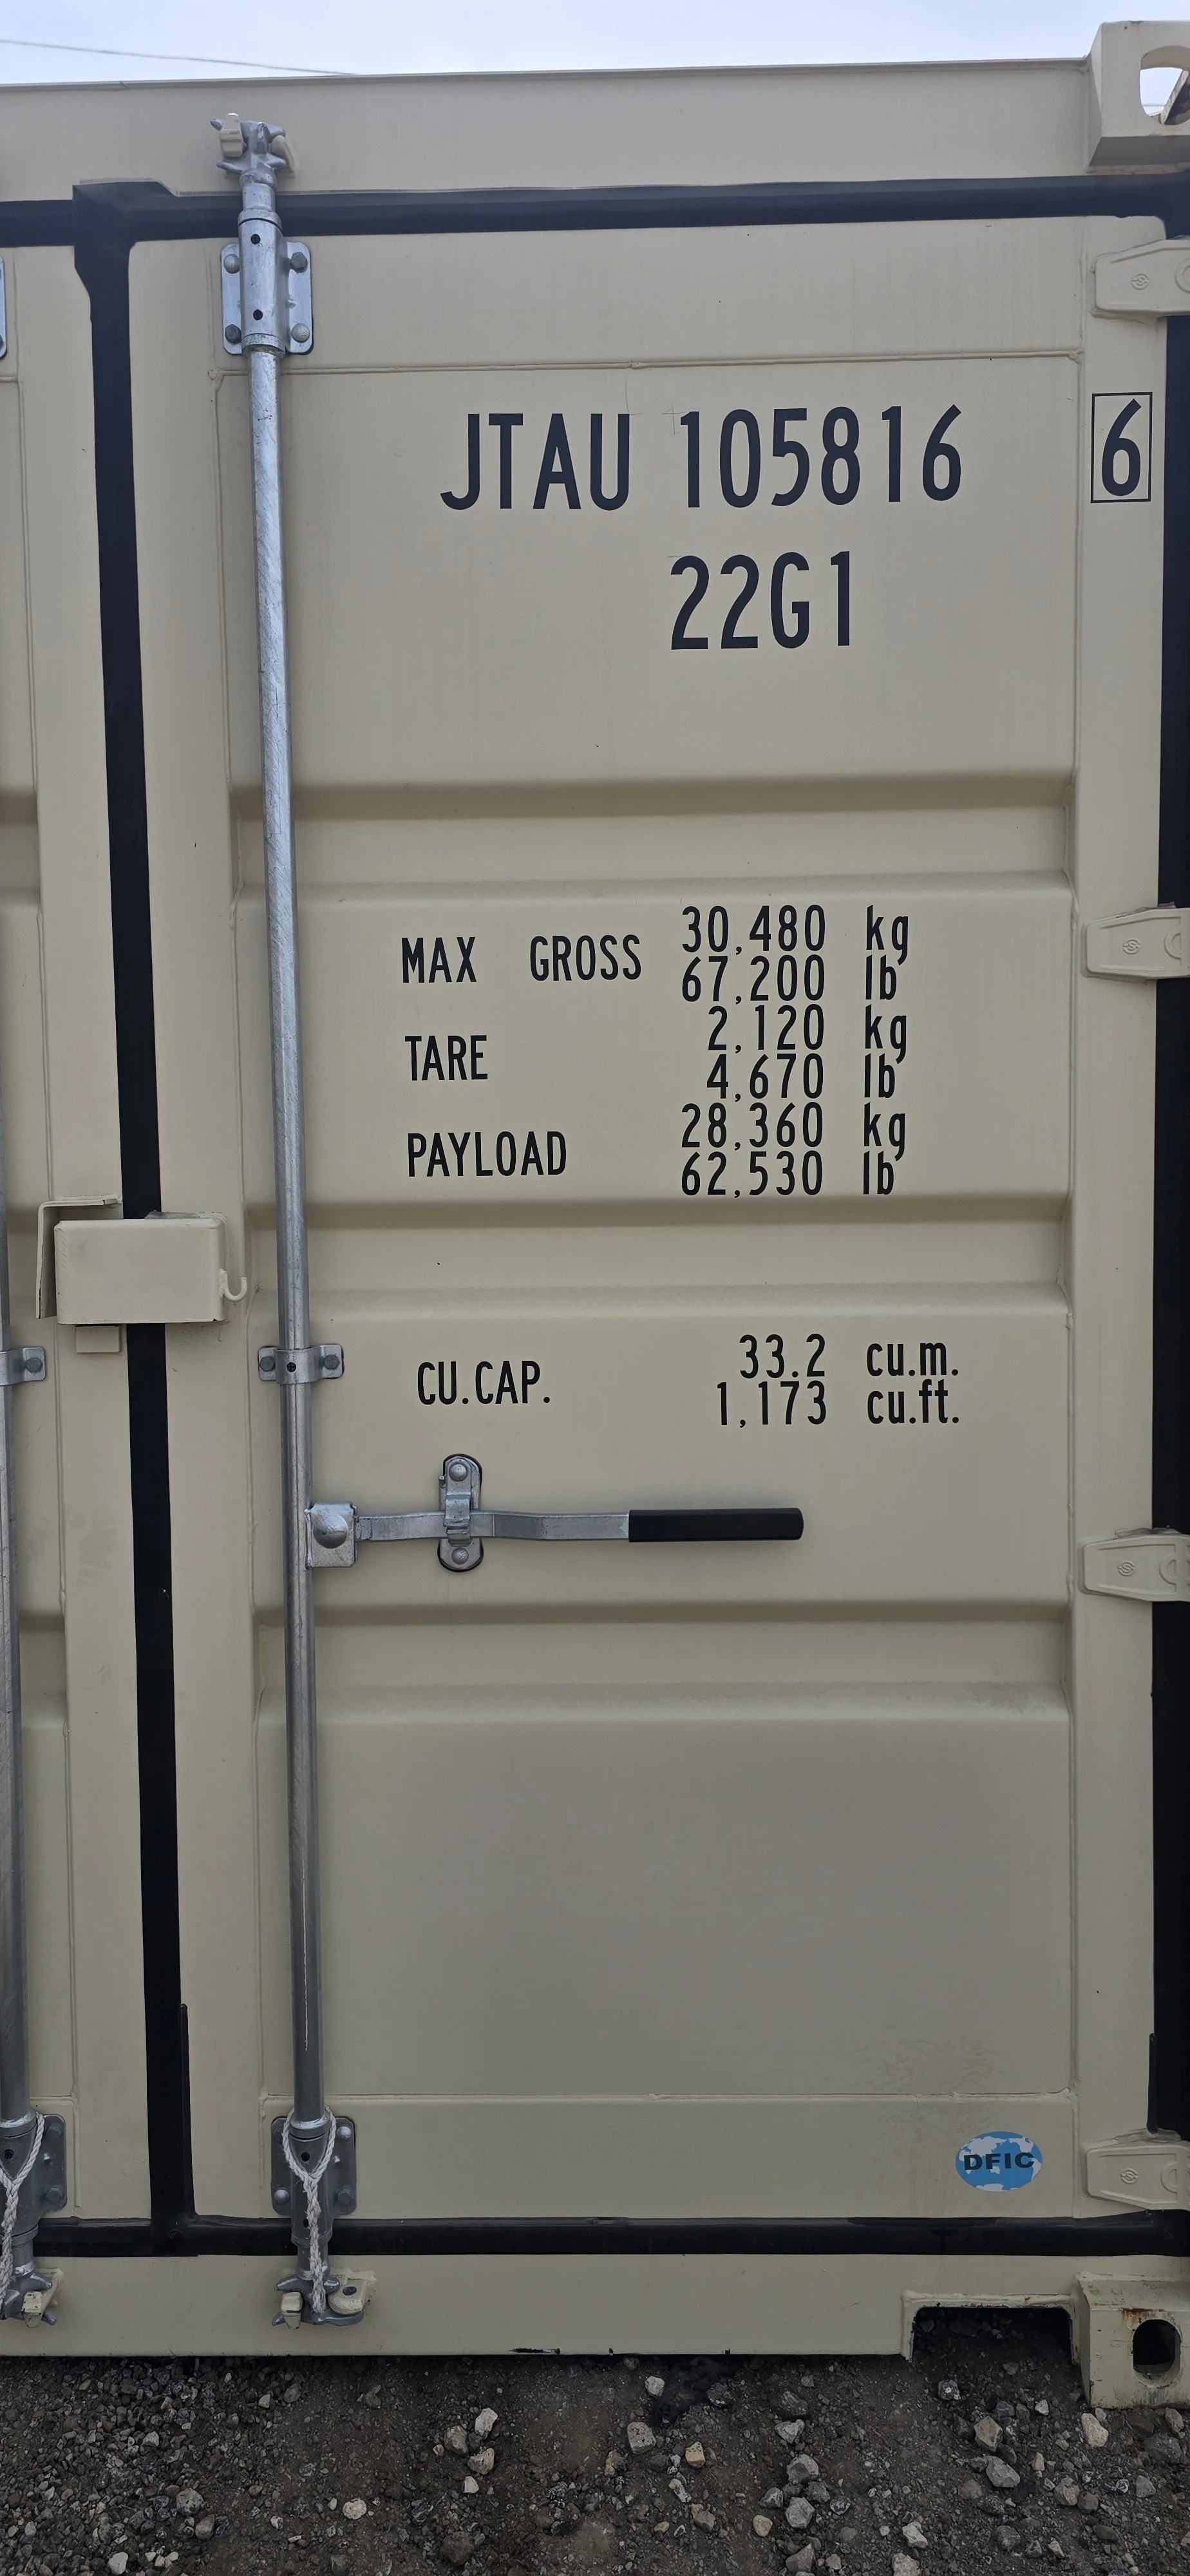 JTAU 105816 6
22G1
MAX GROSS 30,480 kg
67,200 lb
TARE 2,120 kg
4,670 lb
PAYLOAD 28,360 kg
62,530 lb
CU.CAP. 33.2 cu.m.
1,173 cu.ft.
DFIC